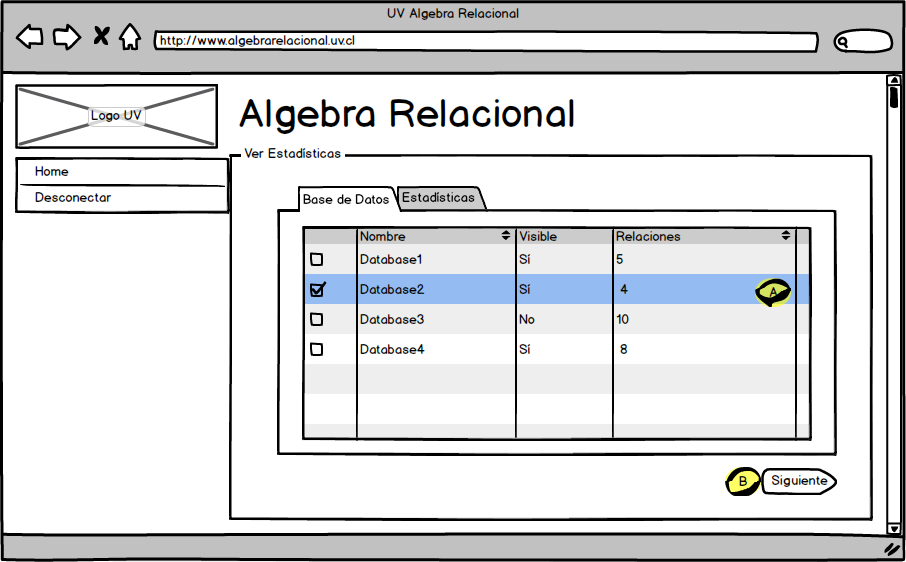 UV Algebra Relacional
http://www.algebrarelacional.uv.cl
Logo UV
Algebra Relacional
Home
Desconectar
Ver Estadísticas
Base de Datos Estadísticas
Nombre Visible Relaciones
Database1 Sí 5
Database2 Sí 4 A
Database3 No 10
Database4 Sí 8
B Siguiente